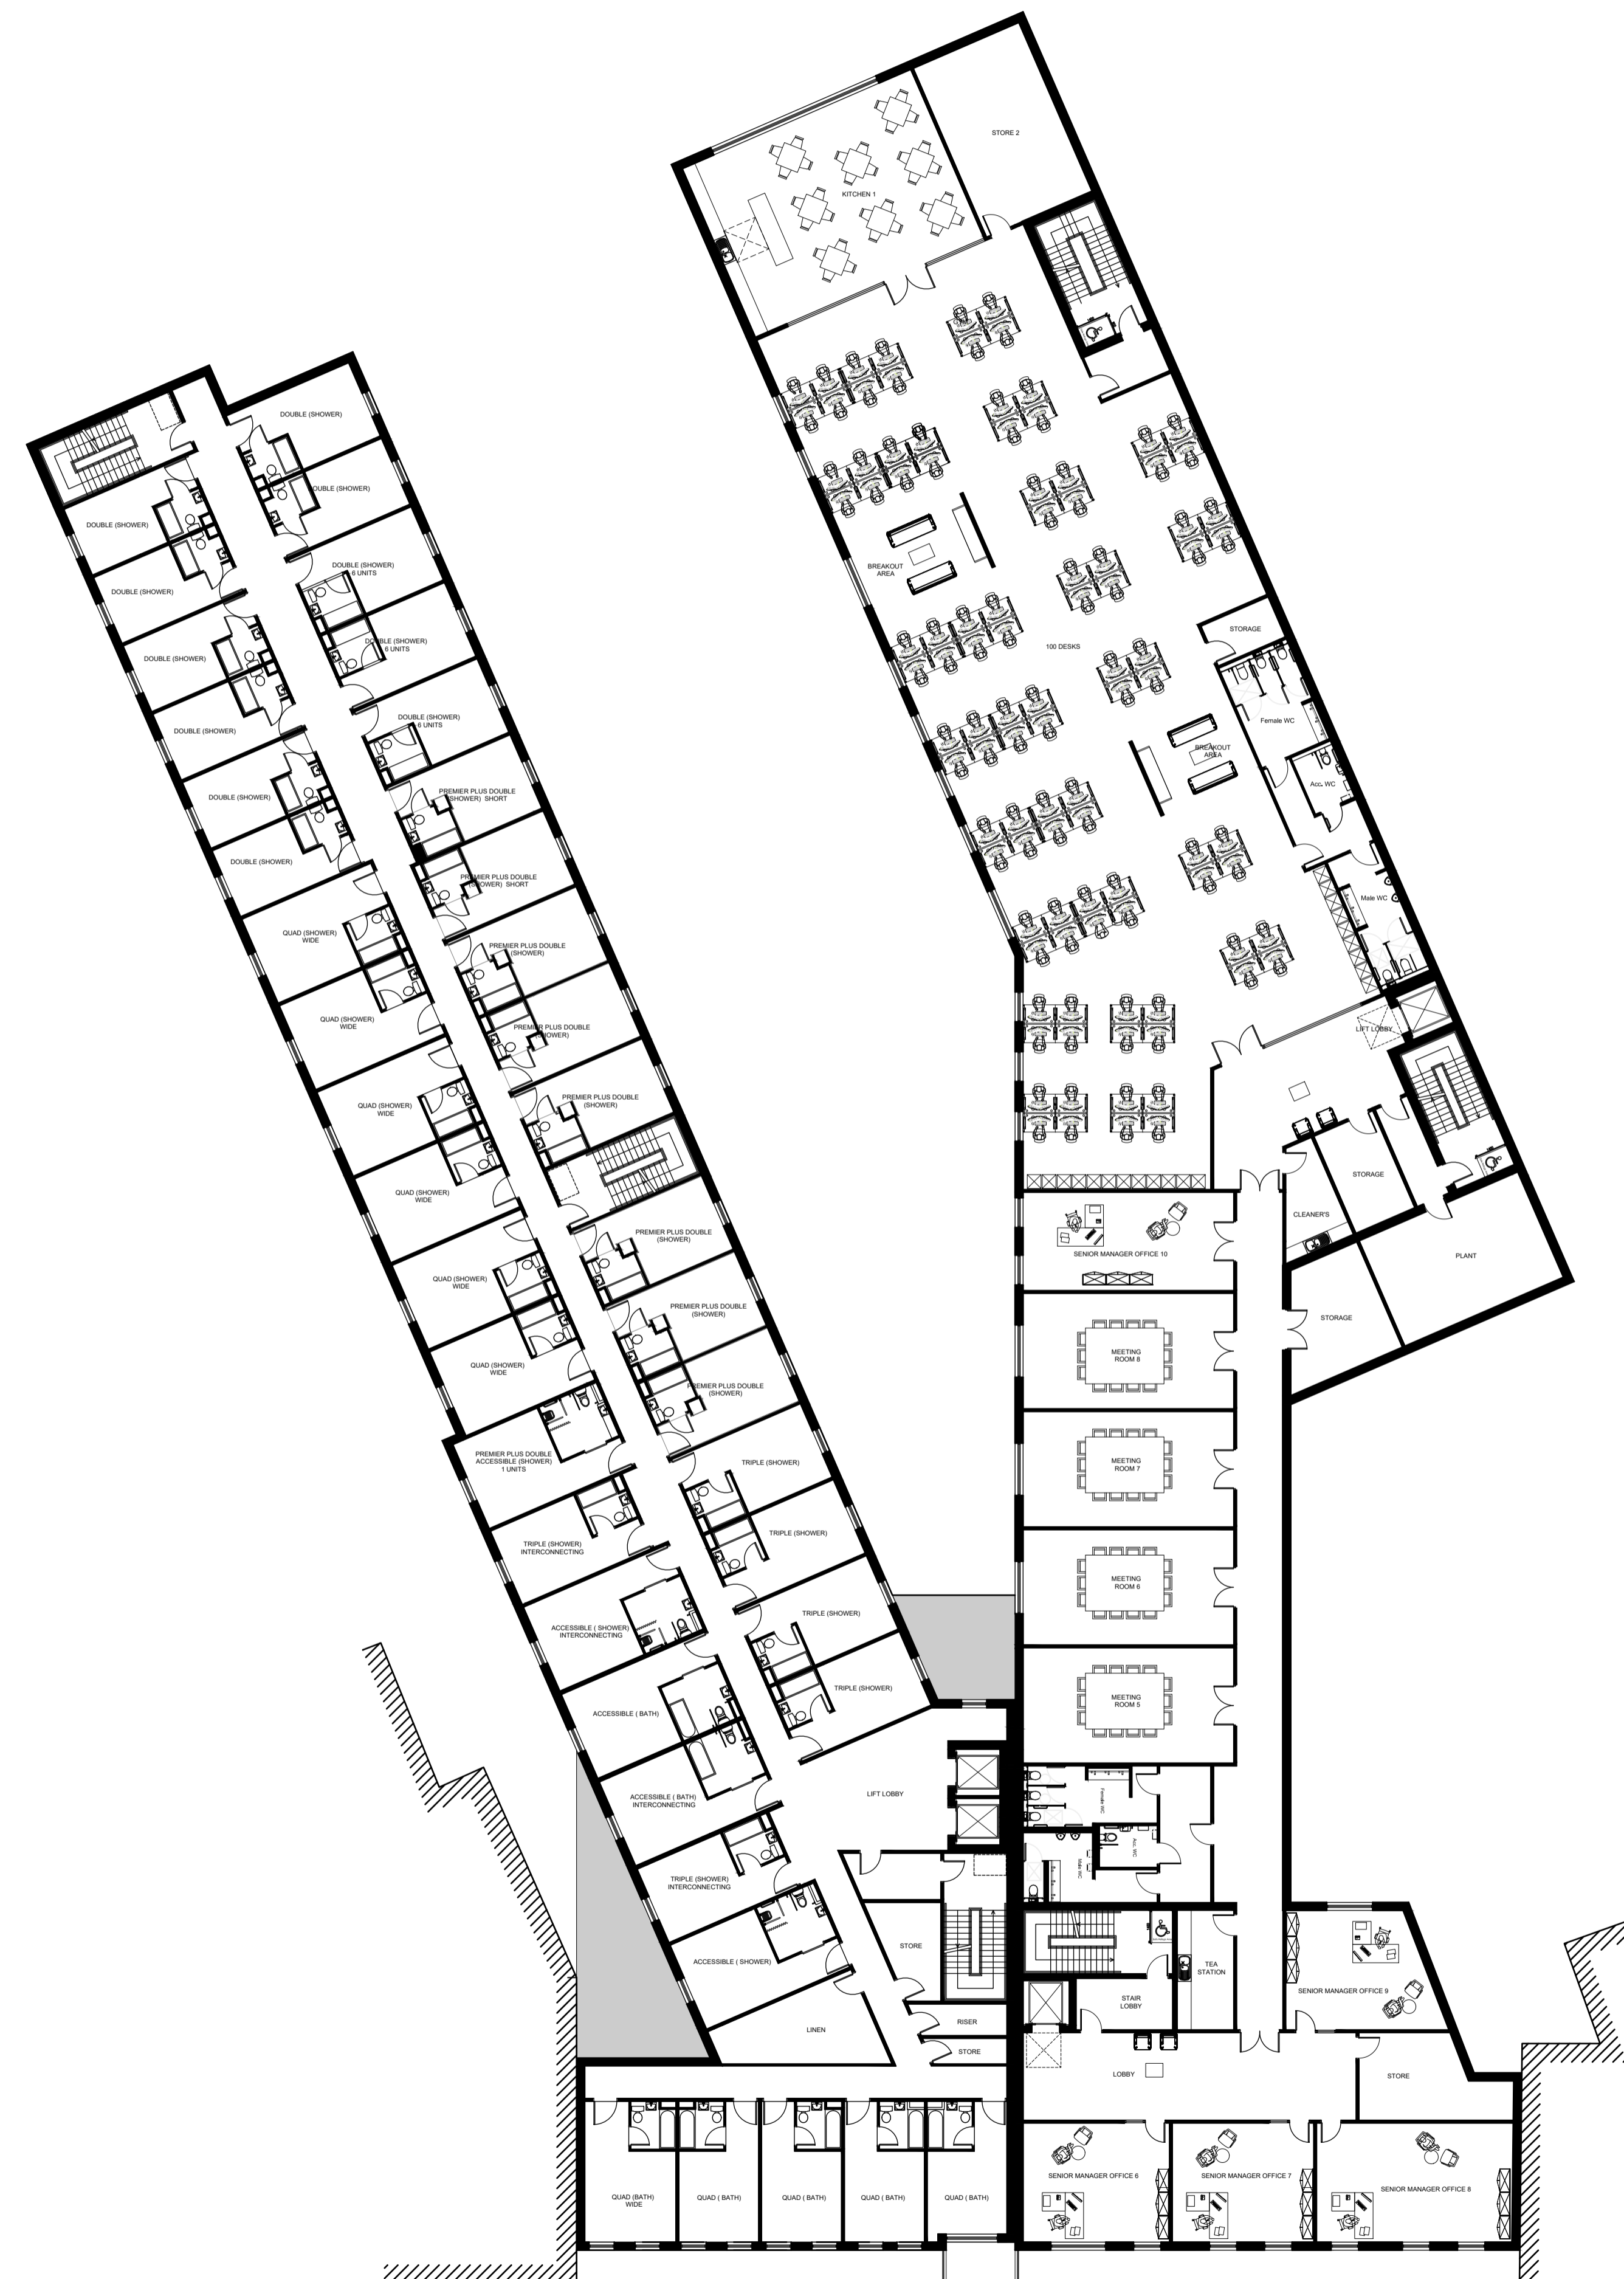 STORE 2
KITCHEN 1
DOUBLE (SHOWER)
DOUBLE (SHOWER)
DOUBLE (SHOWER)
DOUBLE (SHOWER)
6 UNITS
DOUBLE (SHOWER)
DOUBLE (SHOWER)
6 UNITS
DOUBLE (SHOWER)
DOUBLE (SHOWER)
6 UNITS
DOUBLE (SHOWER)
DOUBLE (SHOWER)
PREMIER PLUS DOUBLE
(SHOWER) SHORT
DOUBLE (SHOWER)
PREMIER PLUS DOUBLE
(SHOWER) SHORT
QUAD (SHOWER)
WIDE
PREMIER PLUS DOUBLE
(SHOWER)
QUAD (SHOWER)
WIDE
PREMIER PLUS DOUBLE
(SHOWER)
QUAD (SHOWER)
WIDE
PREMIER PLUS DOUBLE
(SHOWER)
QUAD (SHOWER)
WIDE
PREMIER PLUS DOUBLE
(SHOWER)
QUAD (SHOWER)
WIDE
PREMIER PLUS DOUBLE
(SHOWER)
QUAD (SHOWER)
WIDE
PREMIER PLUS DOUBLE
(SHOWER)
PREMIER PLUS DOUBLE
ACCESSIBLE (SHOWER)
1 UNITS
TRIPLE (SHOWER)
TRIPLE (SHOWER)
INTERCONNECTING
TRIPLE (SHOWER)
ACCESSIBLE ( SHOWER)
INTERCONNECTING
TRIPLE (SHOWER)
ACCESSIBLE ( BATH)
TRIPLE (SHOWER)
ACCESSIBLE ( BATH)
INTERCONNECTING
LIFT LOBBY
TRIPLE (SHOWER)
INTERCONNECTING
ACCESSIBLE ( SHOWER)
STORE
LINEN
RISER
STORE
QUAD (BATH)
WIDE
QUAD ( BATH)
QUAD ( BATH)
QUAD ( BATH)
QUAD ( BATH)
BREAKOUT
AREA
100 DESKS
STORAGE
Female WC
BREAKOUT
AREA
Acc. WC
Male WC
LIFT LOBBY
STORAGE
CLEANER'S
PLANT
STORAGE
SENIOR MANAGER OFFICE 10
MEETING
ROOM 8
MEETING
ROOM 7
MEETING
ROOM 6
MEETING
ROOM 5
Female WC
Acc. WC
Male WC
TEA
STATION
STAIR
LOBBY
SENIOR MANAGER OFFICE 9
LOBBY
STORE
SENIOR MANAGER OFFICE 6
SENIOR MANAGER OFFICE 7
SENIOR MANAGER OFFICE 8